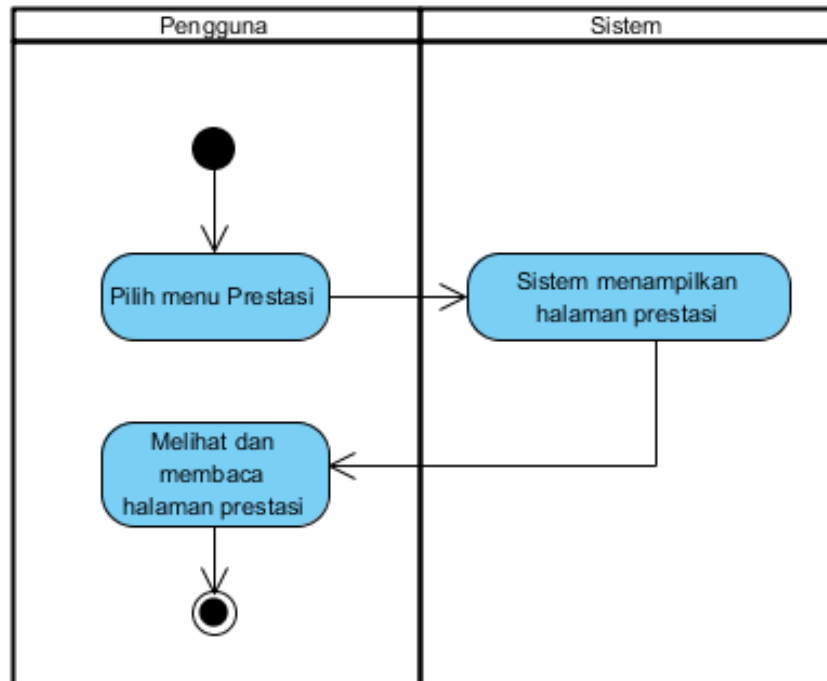 Pengguna
Sistem
Pilih menu Prestasi
Sistem menampilkan
halaman prestasi
Melihat dan
membaca
halaman prestasi